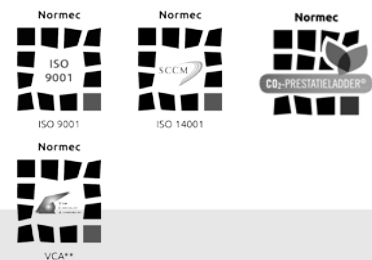 Normec
ISO
9001
ISO 9001
Normec
SCCM
ISO 14001
Normec
CO₂-PRESTATIELADDER®
Normec
VCA**